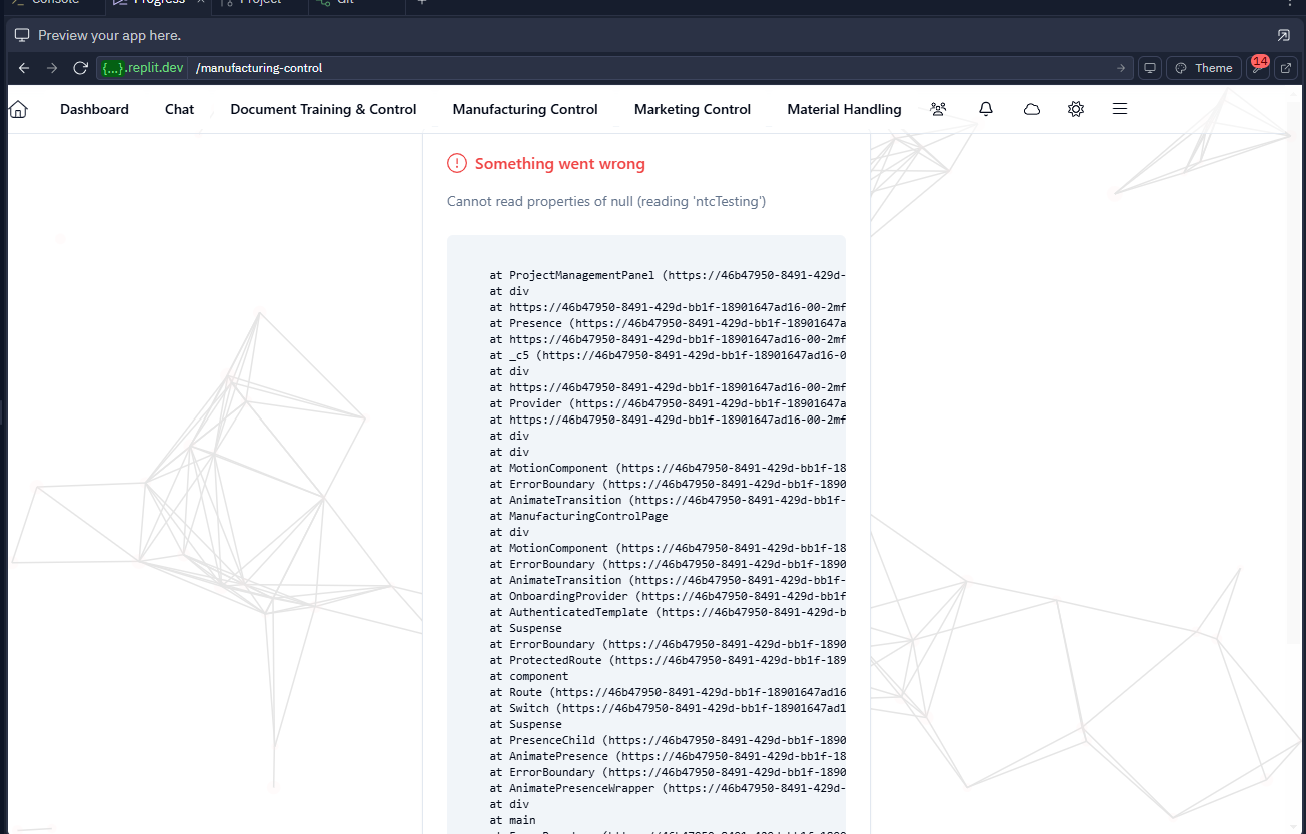 Console
Progress
Project
Git
Preview your app here.
{...}.replit.dev /manufacturing-control
Theme
14
Dashboard Chat Document Training & Control Manufacturing Control Marketing Control Material Handling
Something went wrong
Cannot read properties of null (reading 'ntcTesting')
at ProjectManagementPanel (https://46b47950-8491-429d-
at div
at https://46b47950-8491-429d-bb1f-18901647ad16-00-2mf
at Presence (https://46b47950-8491-429d-bb1f-18901647a
at https://46b47950-8491-429d-bb1f-18901647ad16-00-2mf
at _c5 (https://46b47950-8491-429d-bb1f-18901647ad16-0
at div
at https://46b47950-8491-429d-bb1f-18901647ad16-00-2mf
at Provider (https://46b47950-8491-429d-bb1f-18901647a
at https://46b47950-8491-429d-bb1f-18901647ad16-00-2mf
at div
at div
at MotionComponent (https://46b47950-8491-429d-bb1f-18
at ErrorBoundary (https://46b47950-8491-429d-bb1f-1890
at AnimateTransition (https://46b47950-8491-429d-bb1f-
at ManufacturingControlPage
at div
at MotionComponent (https://46b47950-8491-429d-bb1f-18
at ErrorBoundary (https://46b47950-8491-429d-bb1f-1890
at AnimateTransition (https://46b47950-8491-429d-bb1f-
at OnboardingProvider (https://46b47950-8491-429d-bb1f
at AuthenticatedTemplate (https://46b47950-8491-429d-b
at Suspense
at ErrorBoundary (https://46b47950-8491-429d-bb1f-1890
at ProtectedRoute (https://46b47950-8491-429d-bb1f-189
at component
at Route (https://46b47950-8491-429d-bb1f-18901647ad16
at Switch (https://46b47950-8491-429d-bb1f-18901647ad1
at Suspense
at PresenceChild (https://46b47950-8491-429d-bb1f-1890
at AnimatePresence (https://46b47950-8491-429d-bb1f-18
at ErrorBoundary (https://46b47950-8491-429d-bb1f-1890
at AnimatePresenceWrapper (https://46b47950-8491-429d-
at div
at main